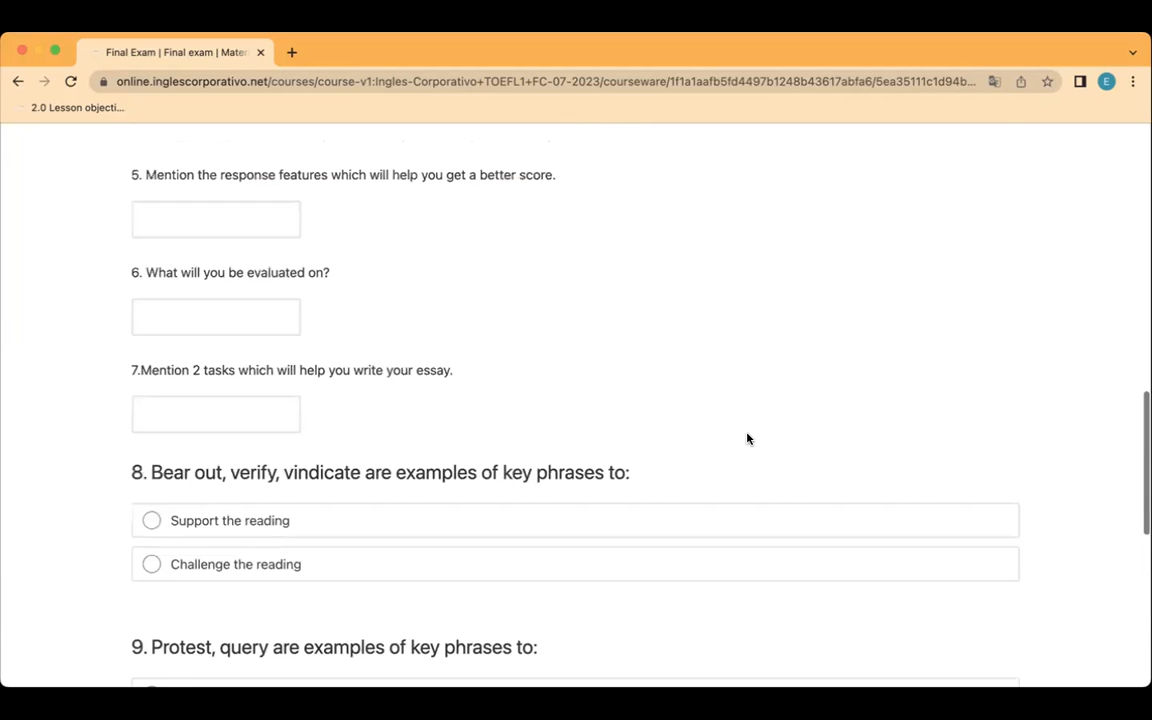 Final Exam | Final exam | Mate
online.inglescorporativo.net/courses/course-v1:Ingles-Corporativo+TOEFL1+FC-07-2023/courseware/1f1a1aafb5fd4497b1248b43617abfa6/5ea35111c1d94b...
E
2.0 Lesson objecti...
5. Mention the response features which will help you get a better score.
6. What will you be evaluated on?
7.Mention 2 tasks which will help you write your essay.
8. Bear out, verify, vindicate are examples of key phrases to:
Support the reading
Challenge the reading
9. Protest, query are examples of key phrases to: